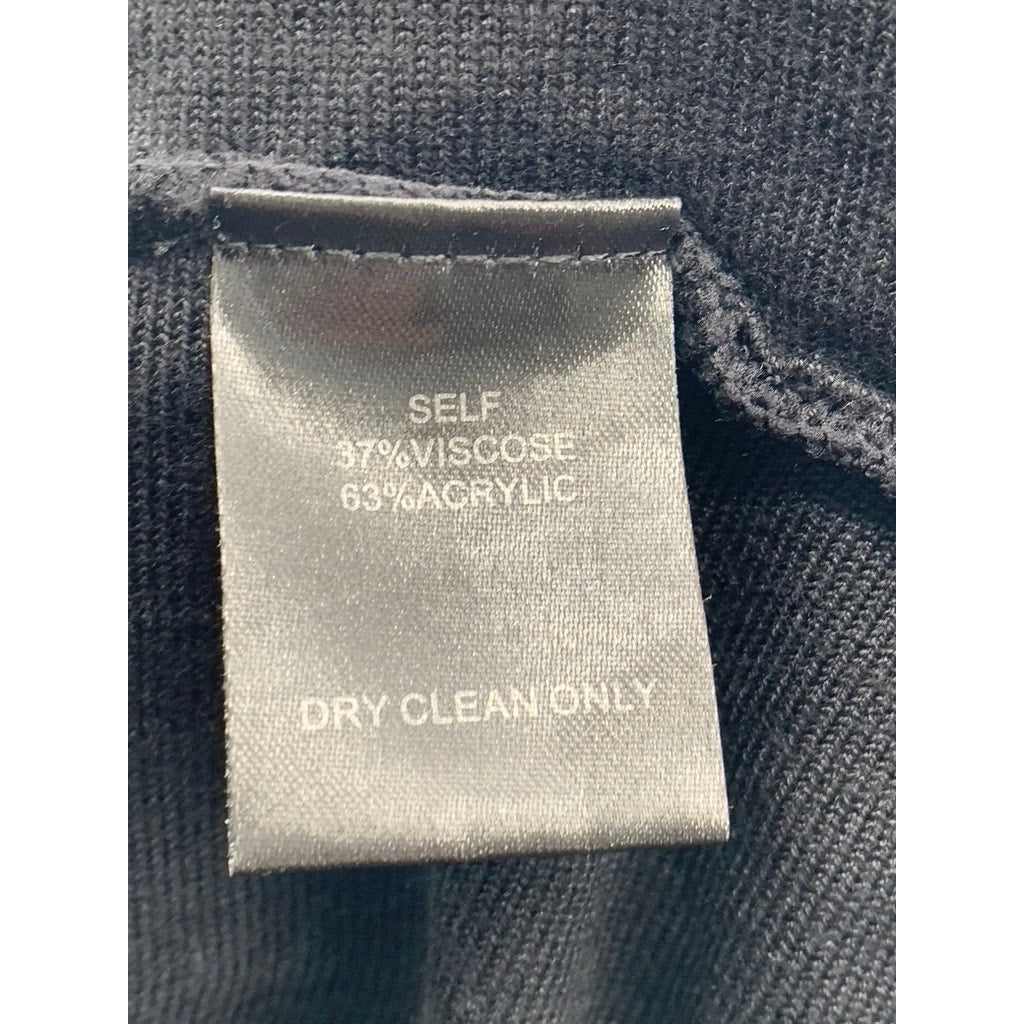 SELF
37%VISCOSE
63%ACRYLIC
DRY CLEAN ONLY